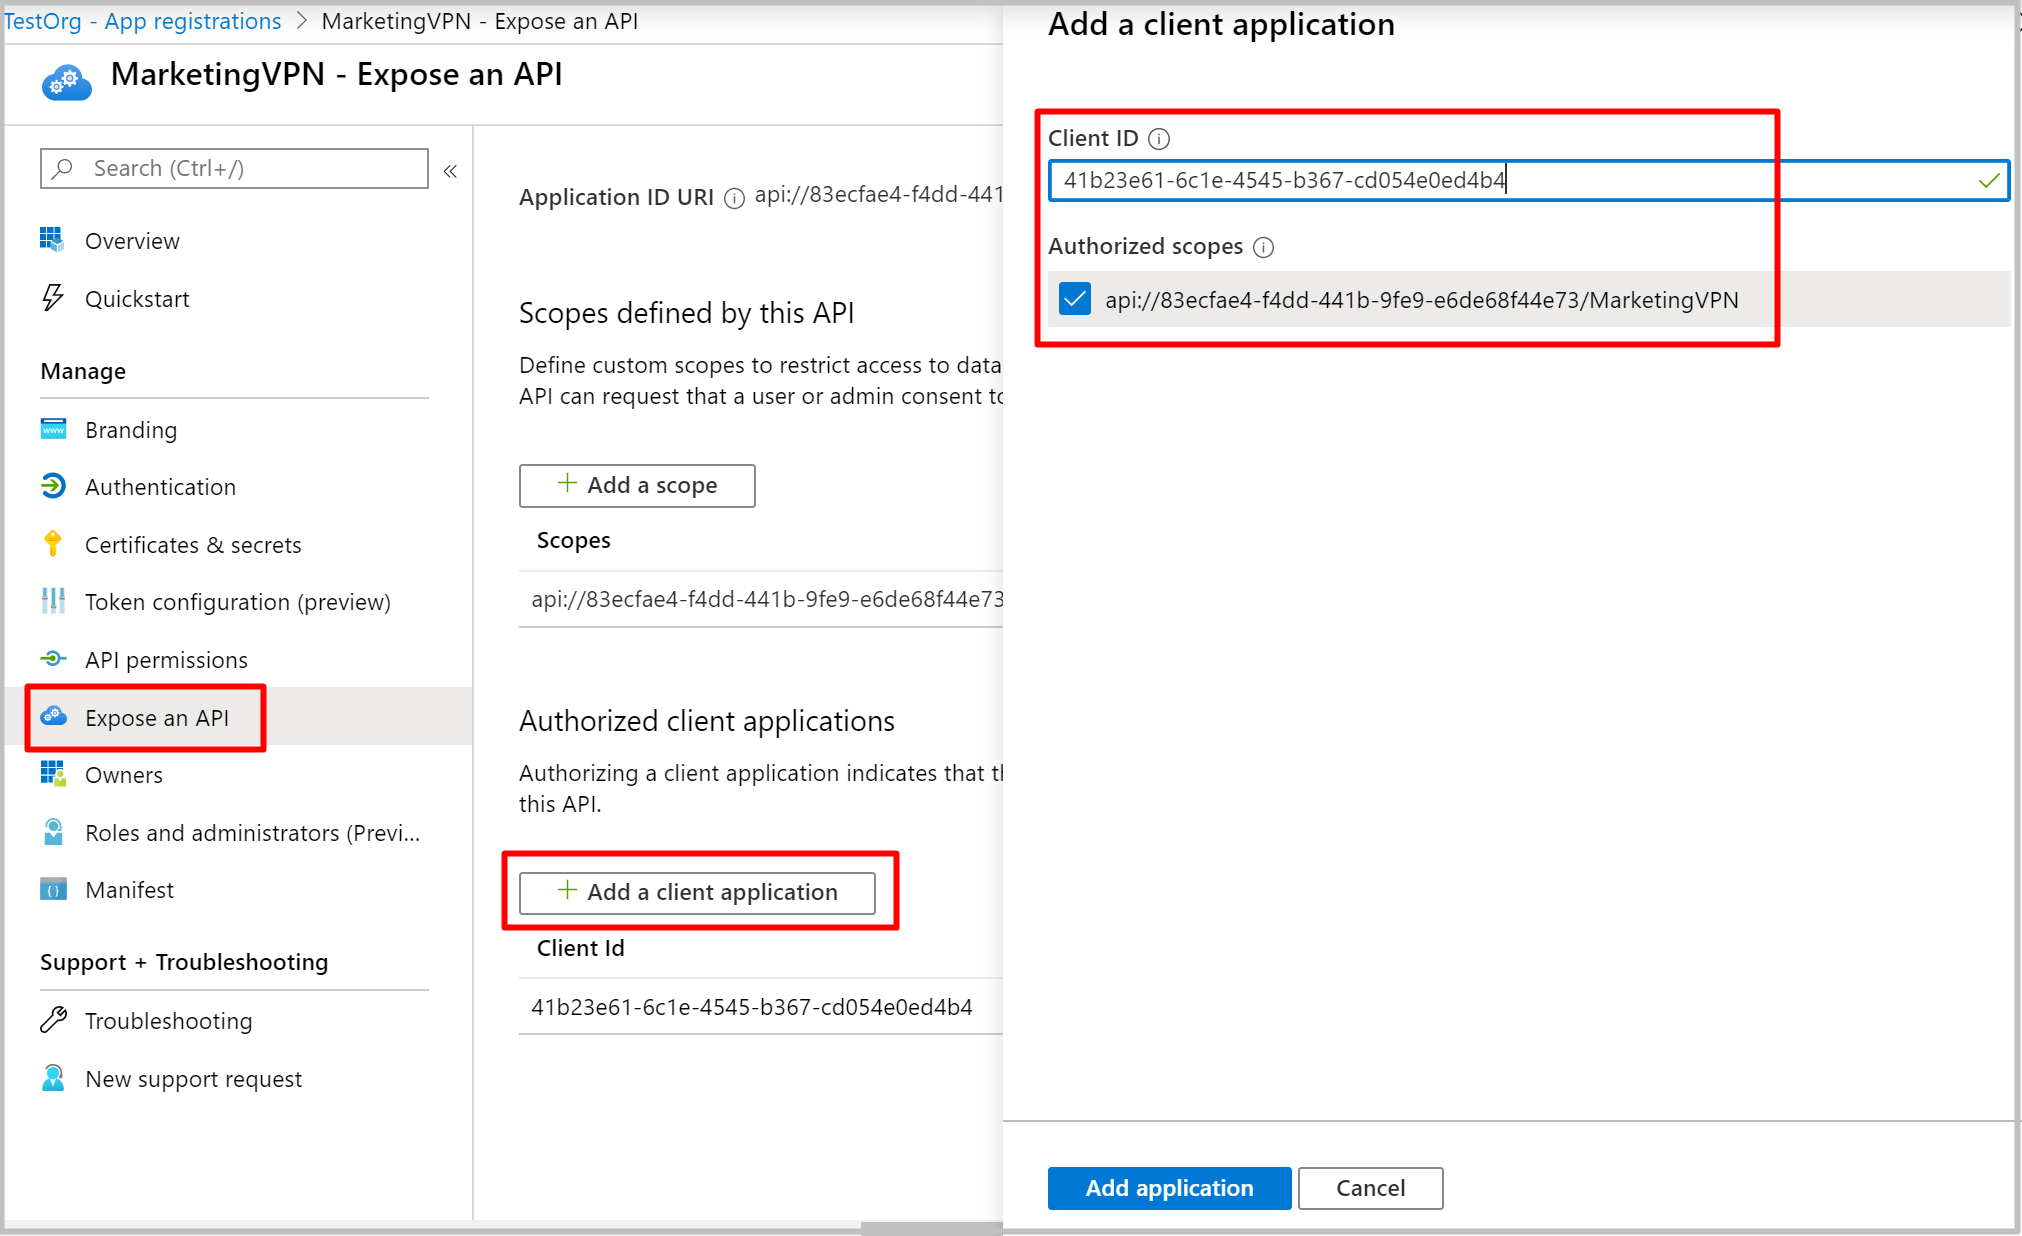 TestOrg - App registrations > MarketingVPN - Expose an API
MarketingVPN - Expose an API
Search (Ctrl+/)
Overview
Quickstart
Manage
Branding
Authentication
Certificates & secrets
Token configuration (preview)
API permissions
Expose an API
Owners
Roles and administrators (Previ...
Manifest
Support + Troubleshooting
Troubleshooting
New support request
Application ID URI api://83ecfae4-f4dd-441
Scopes defined by this API
Define custom scopes to restrict access to data
API can request that a user or admin consent to
+ Add a scope
Scopes
api://83ecfae4-f4dd-441b-9fe9-e6de68f44e73
Authorized client applications
Authorizing a client application indicates that th
this API.
+ Add a client application
Client Id
41b23e61-6c1e-4545-b367-cd054e0ed4b4
Add a client application
Client ID
41b23e61-6c1e-4545-b367-cd054e0ed4b4
Authorized scopes
api://83ecfae4-f4dd-441b-9fe9-e6de68f44e73/MarketingVPN
Add application
Cancel